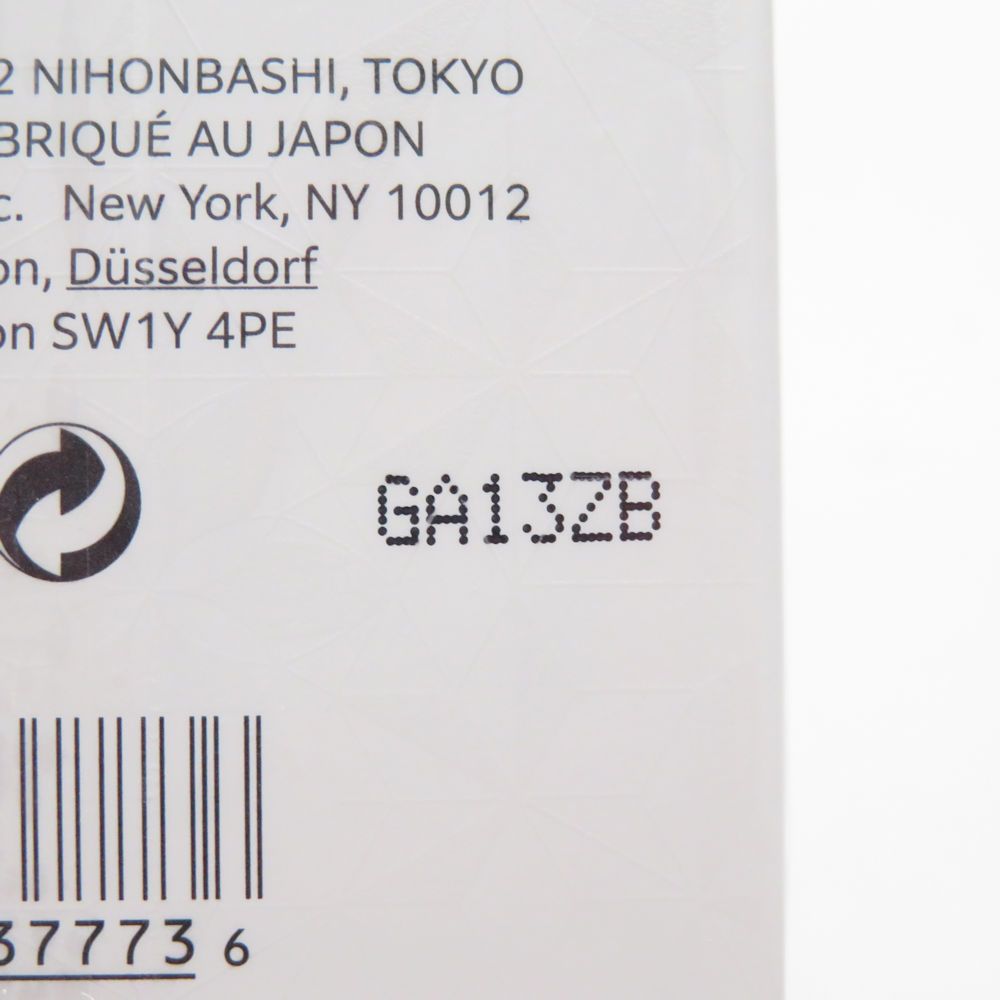 2 NIHONBASHI, TOKYO
BRIQUÉ AU JAPON
c. New York, NY 10012
on, Düsseldorf
on SW1Y 4PE
GA13ZB
37773 6